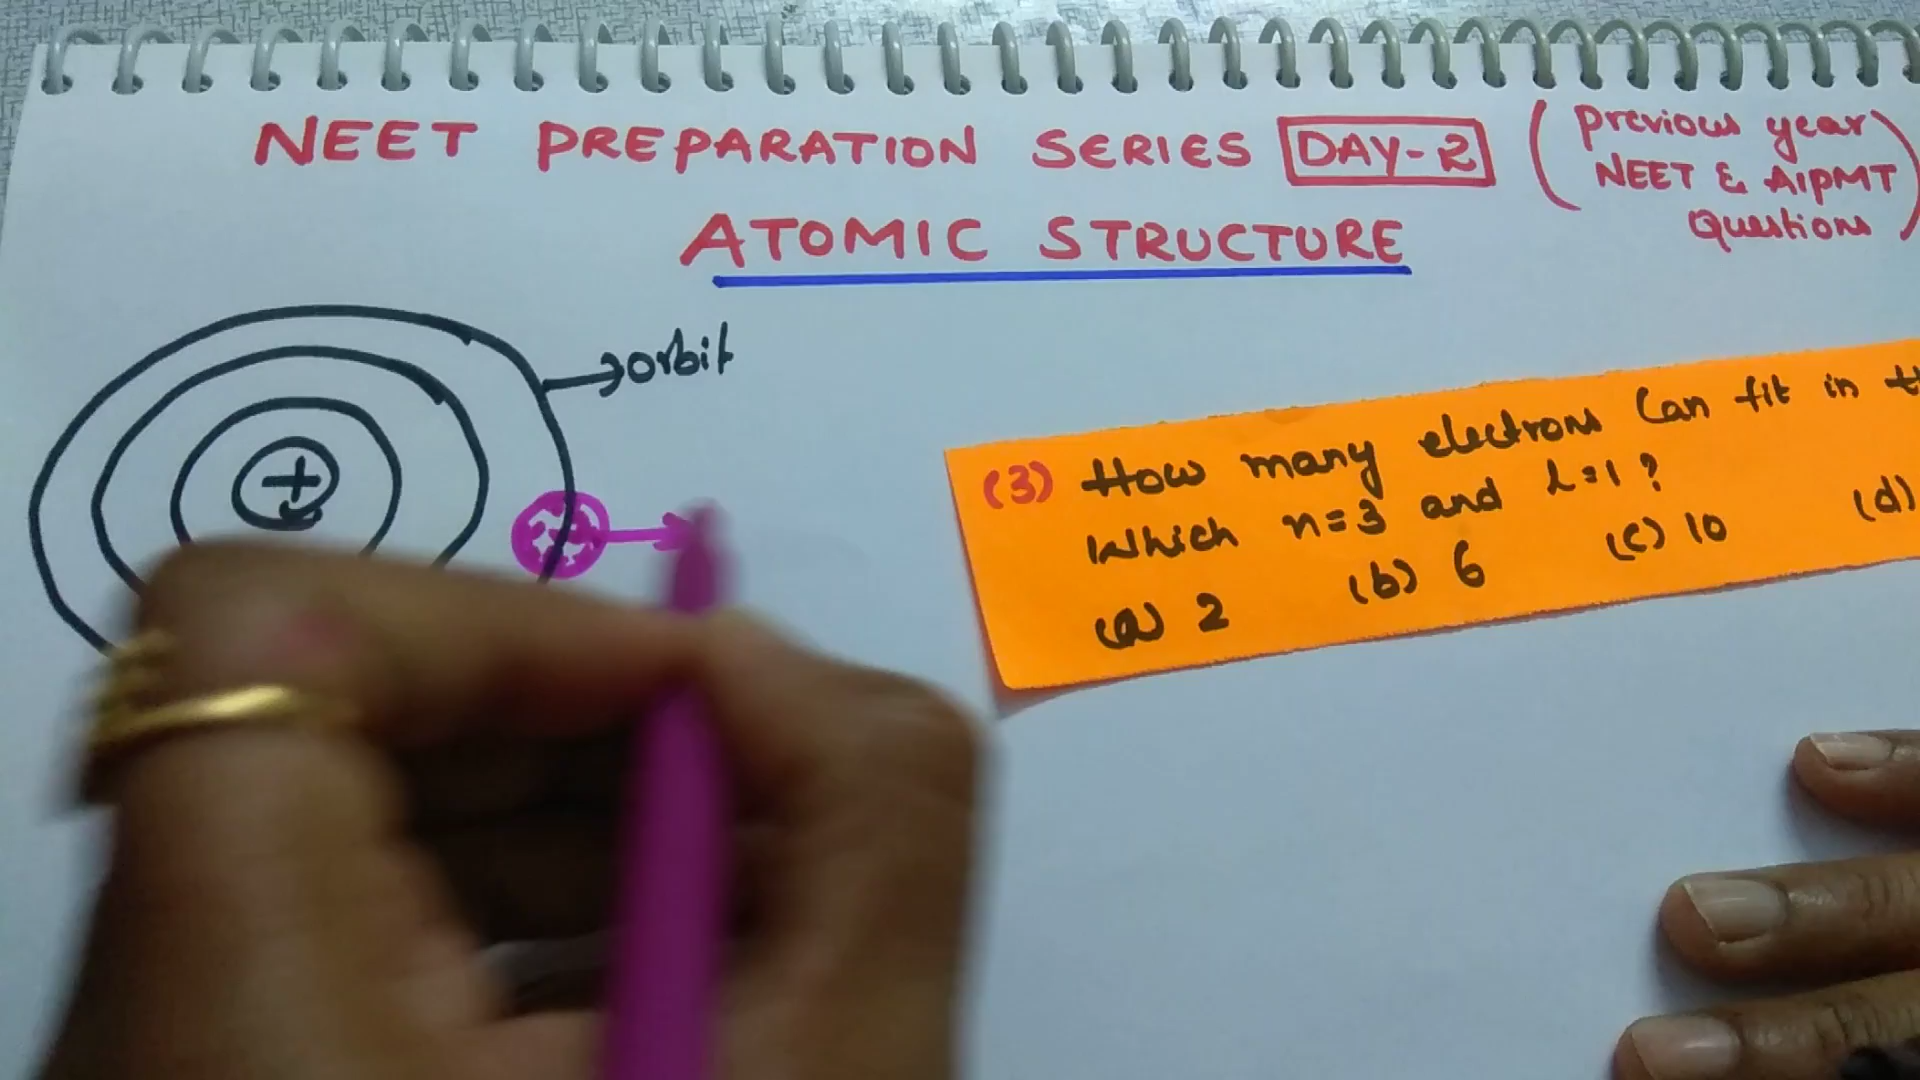 NEET PREPARATION SERIES DAY-2
(Previous year
NEET & AIPMT
Questions)
ATOMIC STRUCTURE
orbit
+
(3) How many electrons Can fit in
Which n=3 and l=1?
(a) 2 (b) 6 (c) 10 (d)